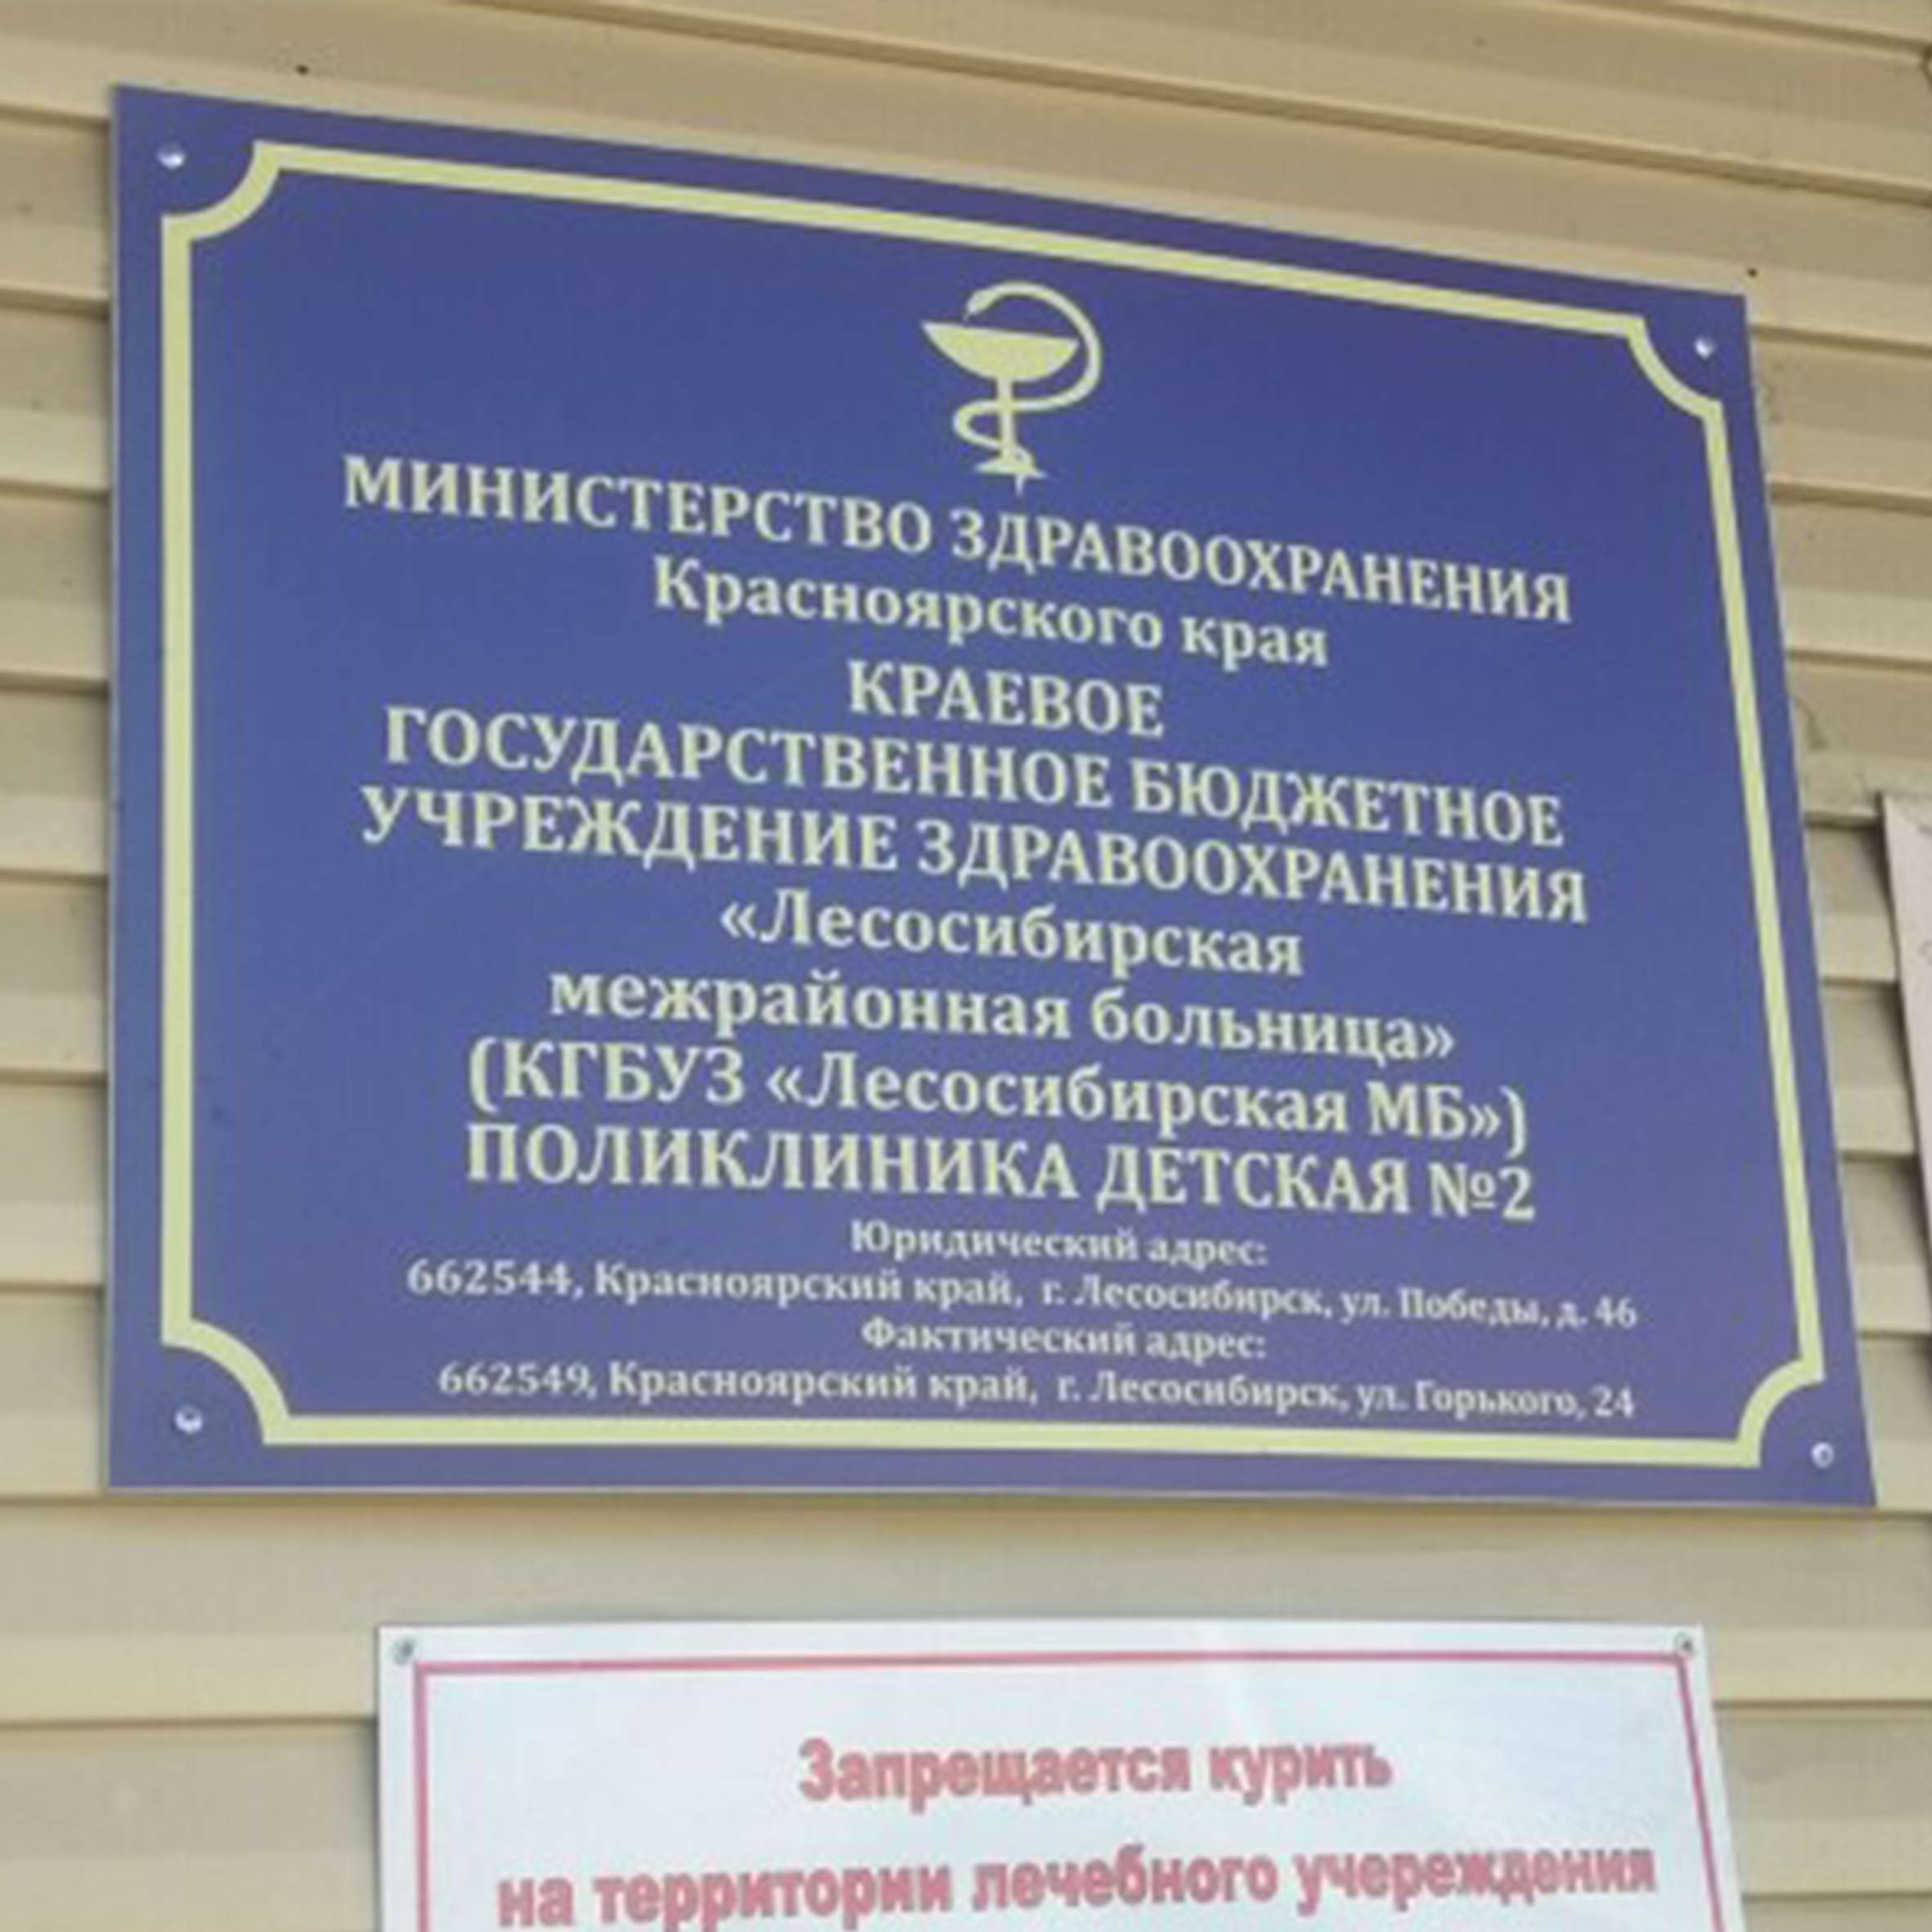 МИНИСТЕРСТВО ЗДРАВООХРАНЕНИЯ
Красноярского края
КРАЕВОЕ
ГОСУДАРСТВЕННОЕ БЮДЖЕТНОЕ
УЧРЕЖДЕНИЕ ЗДРАВООХРАНЕНИЯ
«Лесосибирская
межрайонная больница»
(КГБУЗ «Лесосибирская МБ»)
ПОЛИКЛИНИКА ДЕТСКАЯ №2
Юридический адрес:
662544, Красноярский край, г. Лесосибирск, ул. Победы, д. 46
Фактический адрес:
662549, Красноярский край, г. Лесосибирск, ул. Горького, 24
Запрещается курить
на территории лечебного учереждения